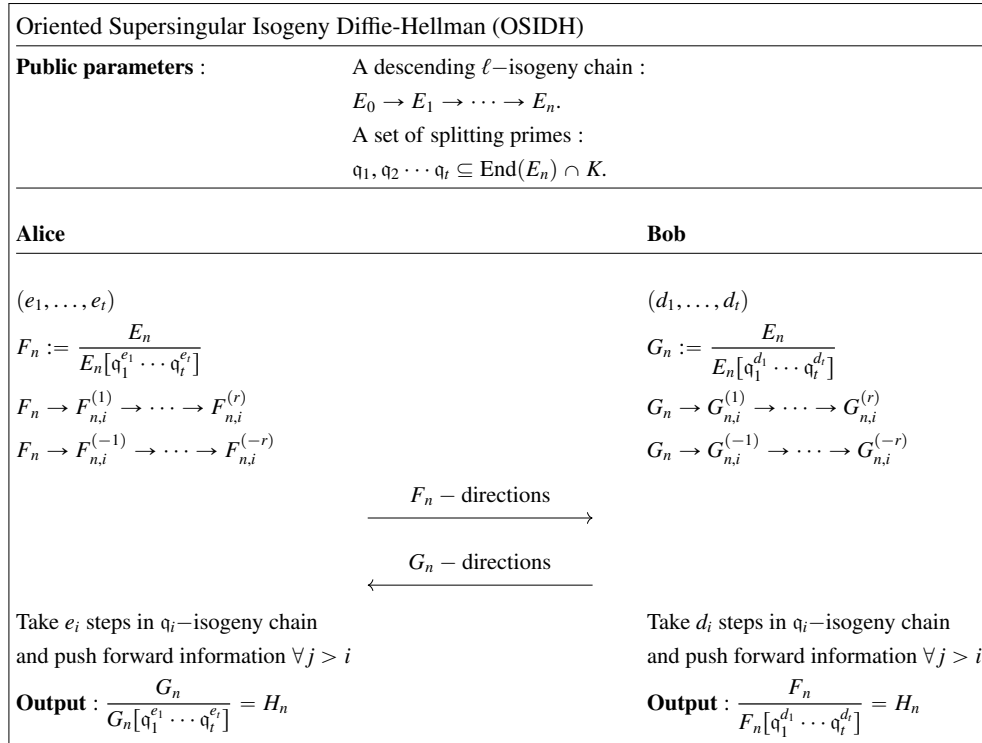 Oriented Supersingular Isogeny Diffie-Hellman (OSIDH)
Public parameters : A descending ℓ−isogeny chain :
E_0 → E_1 → ⋯ → E_n.
A set of splitting primes :
𝔮_1, 𝔮_2 ⋯ 𝔮_t ⊆ End(E_n) ∩ K.
Alice Bob
(e_1, …, e_t) (d_1, …, d_t)
F_n := E_n / E_n[𝔮_1^{e_1} ⋯ 𝔮_t^{e_t}] G_n := E_n / E_n[𝔮_1^{d_1} ⋯ 𝔮_t^{d_t}]
F_n → F_{n,i}^{(1)} → ⋯ → F_{n,i}^{(r)} G_n → G_{n,i}^{(1)} → ⋯ → G_{n,i}^{(r)}
F_n → F_{n,i}^{(−1)} → ⋯ → F_{n,i}^{(−r)} G_n → G_{n,i}^{(−1)} → ⋯ → G_{n,i}^{(−r)}
F_n − directions
G_n − directions
Take e_i steps in 𝔮_i−isogeny chain Take d_i steps in 𝔮_i−isogeny chain
and push forward information ∀ j > i and push forward information ∀ j > i
Output : G_n / G_n[𝔮_1^{e_1} ⋯ 𝔮_t^{e_t}] = H_n Output : F_n / F_n[𝔮_1^{d_1} ⋯ 𝔮_t^{d_t}] = H_n